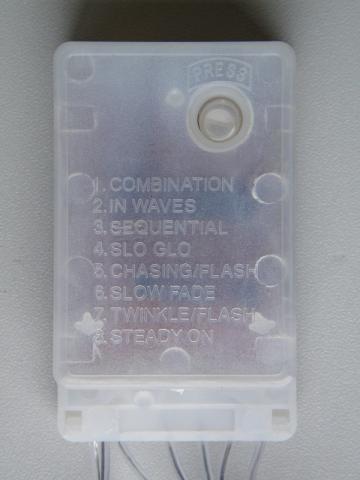 PRESS
1. COMBINATION
2. IN WAVES
3. SEQUENTIAL
4. SLO GLO
5. CHASING/FLASH
6. SLOW FADE
7. TWINKLE/FLASH
8. STEADY ON